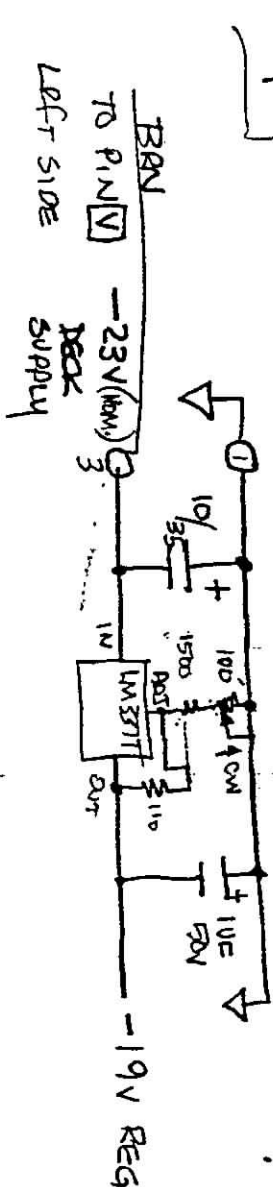 BRN
TO PIN V
LEFT SIDE
-23V (NOM.)
DECK
SUPPLY
3
1
10/35
+
IN
LM337T
ADJ
OUT
1500
100
CW
110
+
1UF
50V
-19V REG